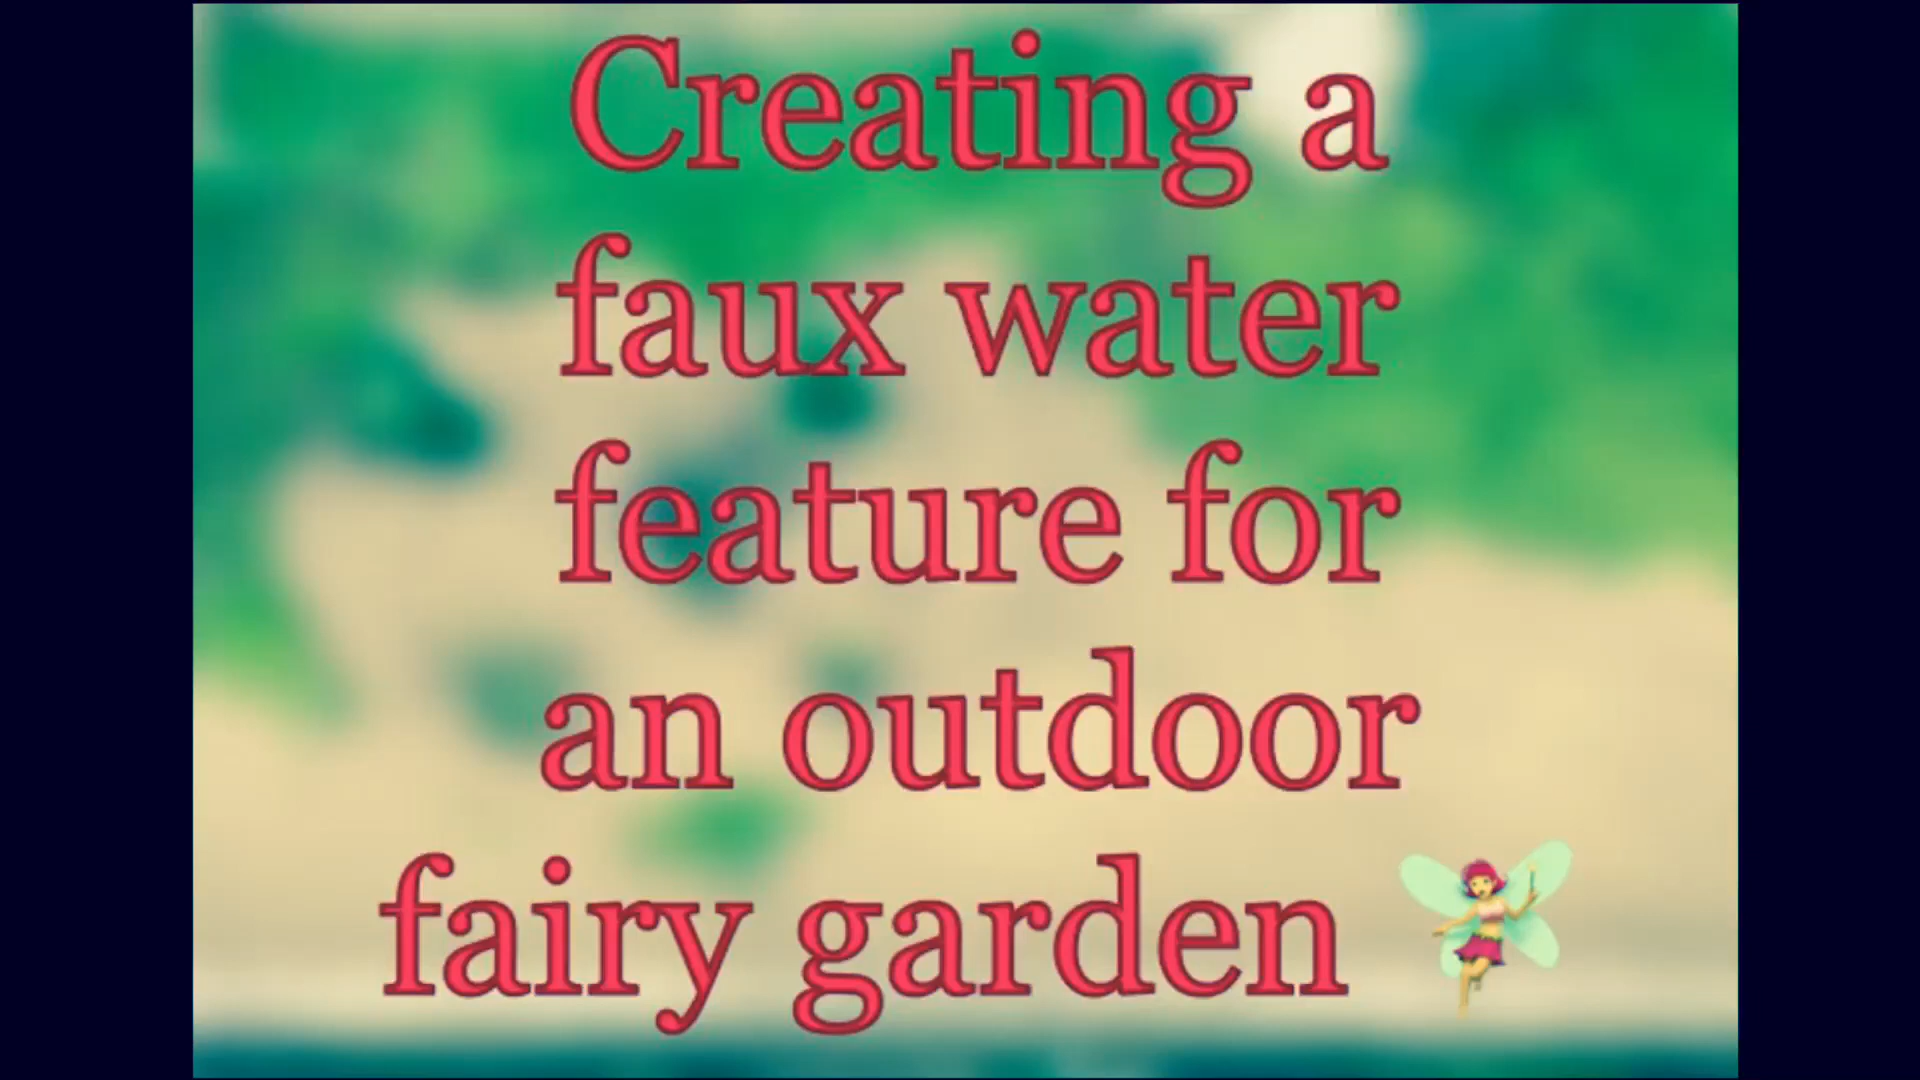 Creating a
faux water
feature for
an outdoor
fairy garden 🧚